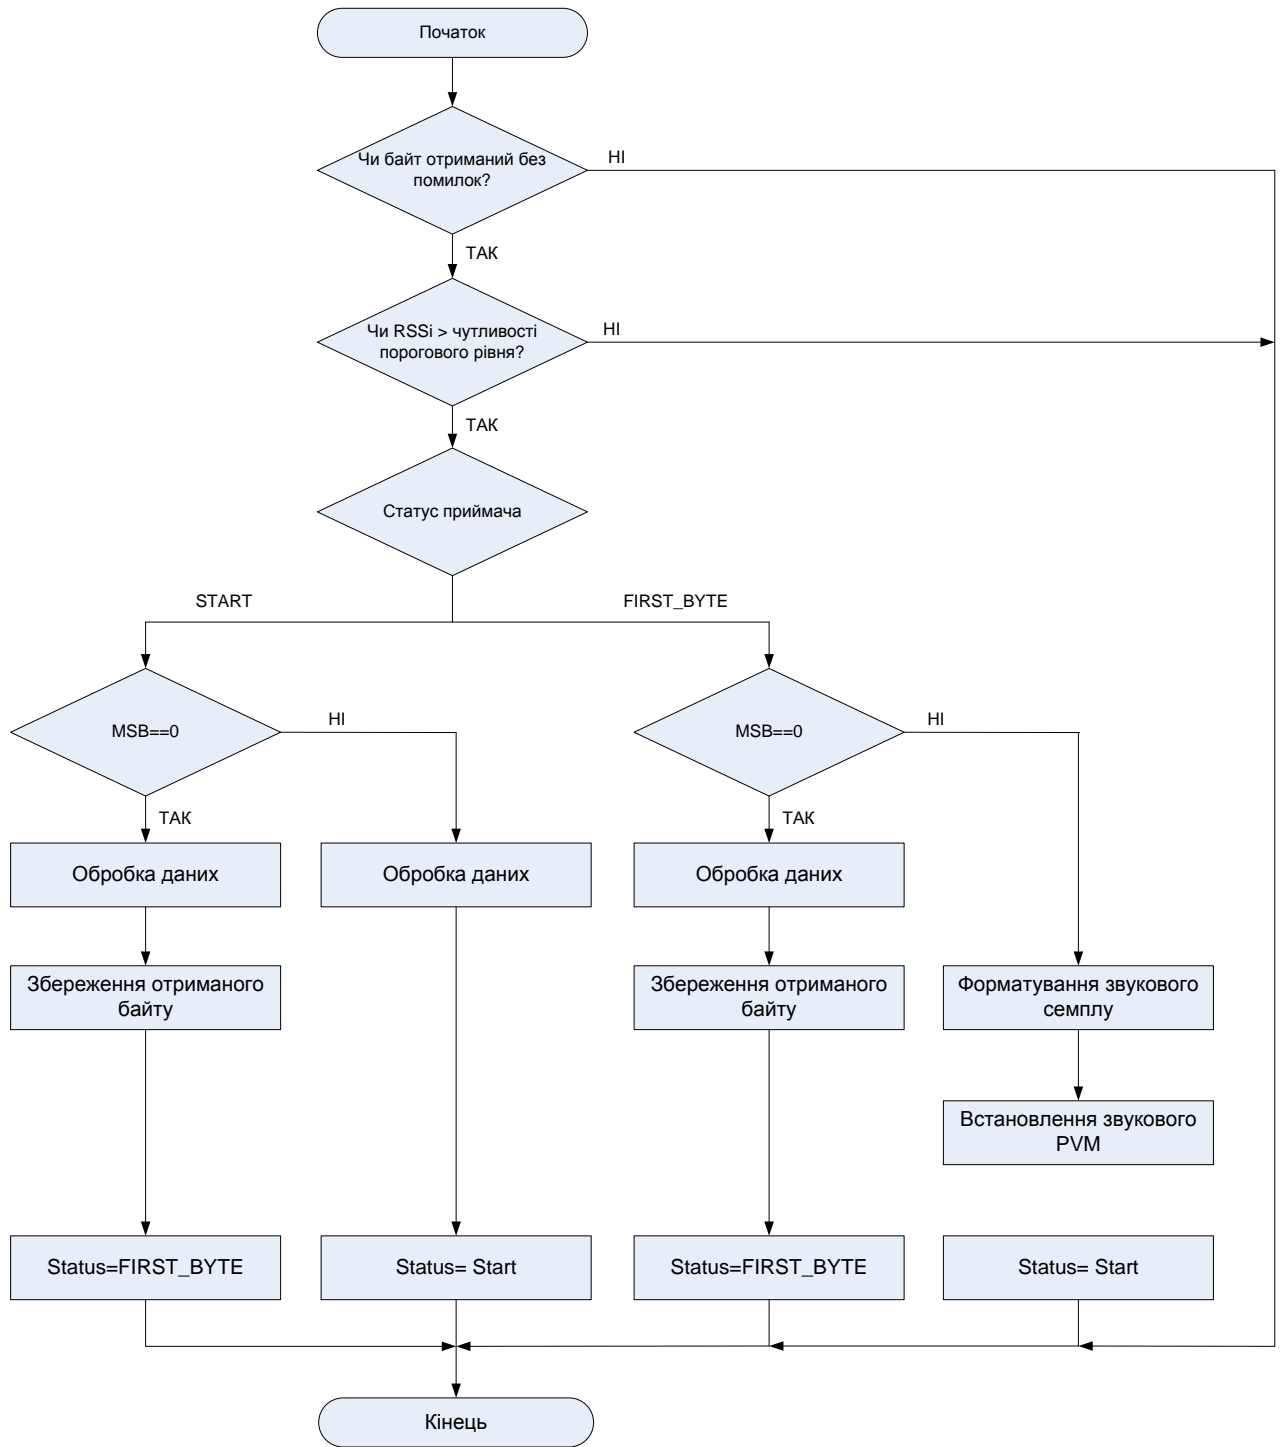 Початок
Чи байт отриманий без
помилок?
НІ
ТАК
Чи RSSi > чутливості
порогового рівня?
НІ
ТАК
Статус приймача
START
FIRST_BYTE
MSB==0
НІ
MSB==0
НІ
ТАК
ТАК
Обробка даних
Обробка даних
Обробка даних
Збереження отриманого
байту
Збереження отриманого
байту
Форматування звукового
семплу
Встановлення звукового
PVM
Status=FIRST_BYTE
Status= Start
Status=FIRST_BYTE
Status= Start
Кінець